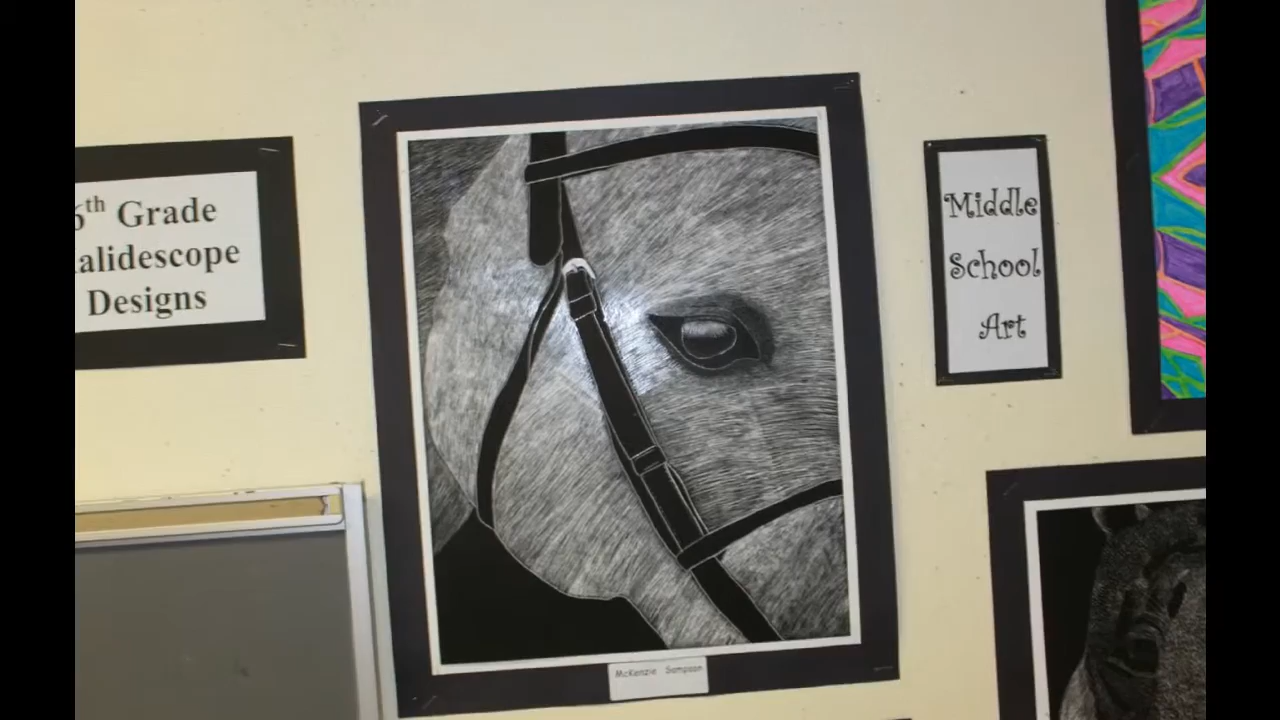 6th Grade
alidescope
Designs
Middle
School
Art
McKenzie Sampson